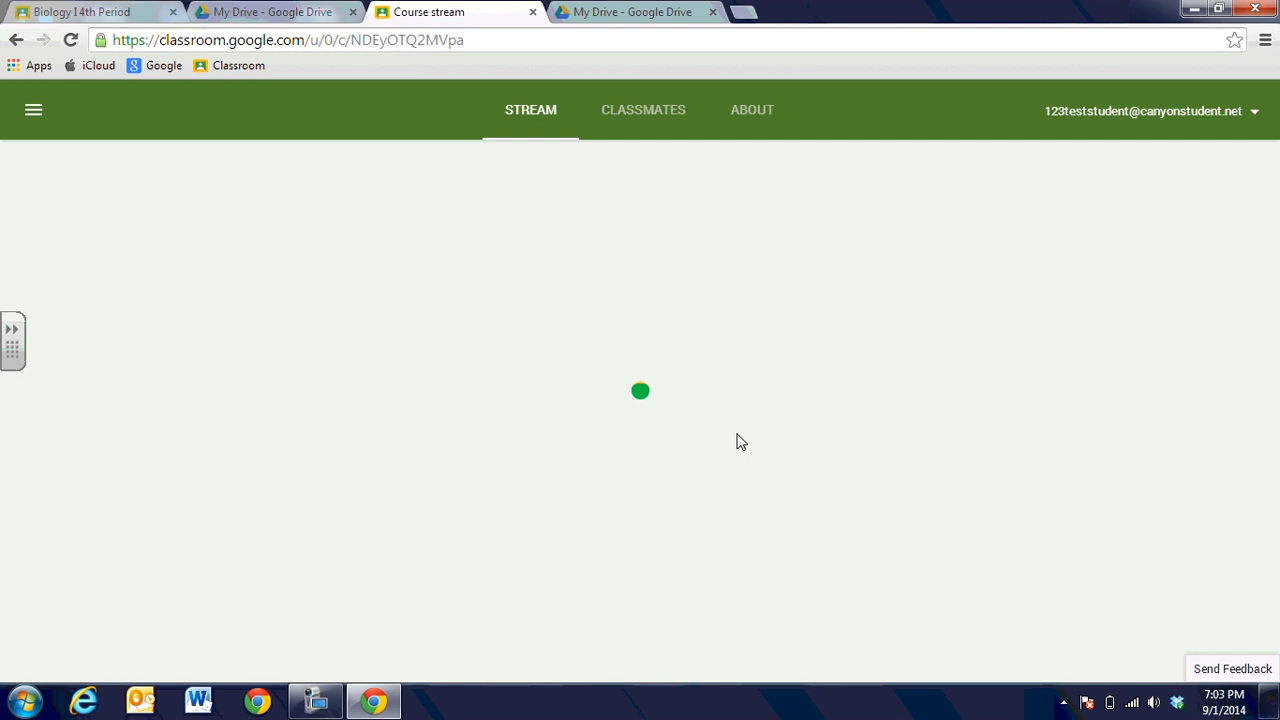 Biology I 4th Period
My Drive - Google Drive
Course stream
My Drive - Google Drive
https://classroom.google.com/u/0/c/NDEyOTQ2MVpa
Apps
iCloud
Google
Classroom
STREAM
CLASSMATES
ABOUT
123teststudent@canyonstudent.net
Send Feedback
7:03 PM
9/1/2014